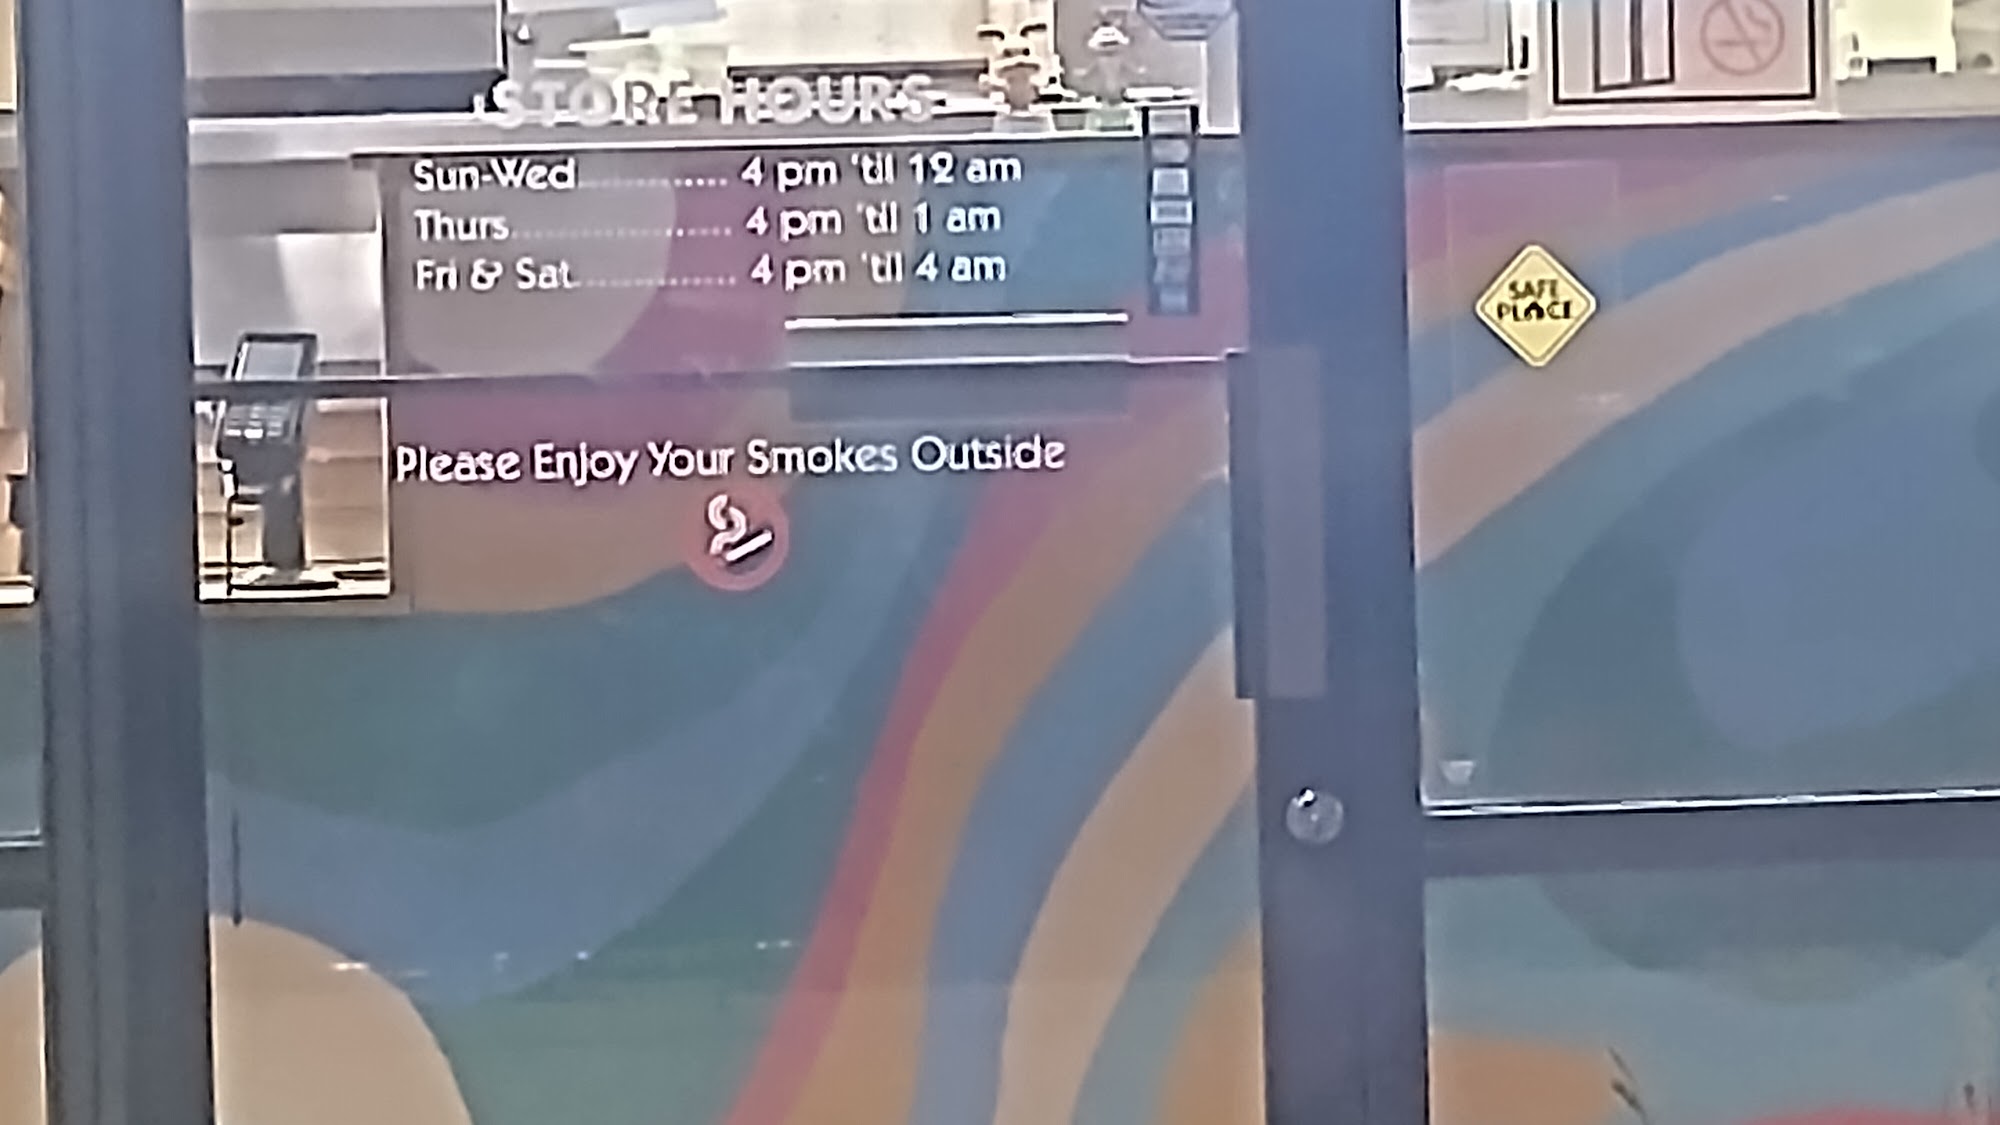 STORE HOURS
Sun-Wed............ 4 pm 'til 12 am
Thurs.................. 4 pm 'til 1 am
Fri & Sat............. 4 pm 'til 4 am
SAFE
PLACE
Please Enjoy Your Smokes Outside